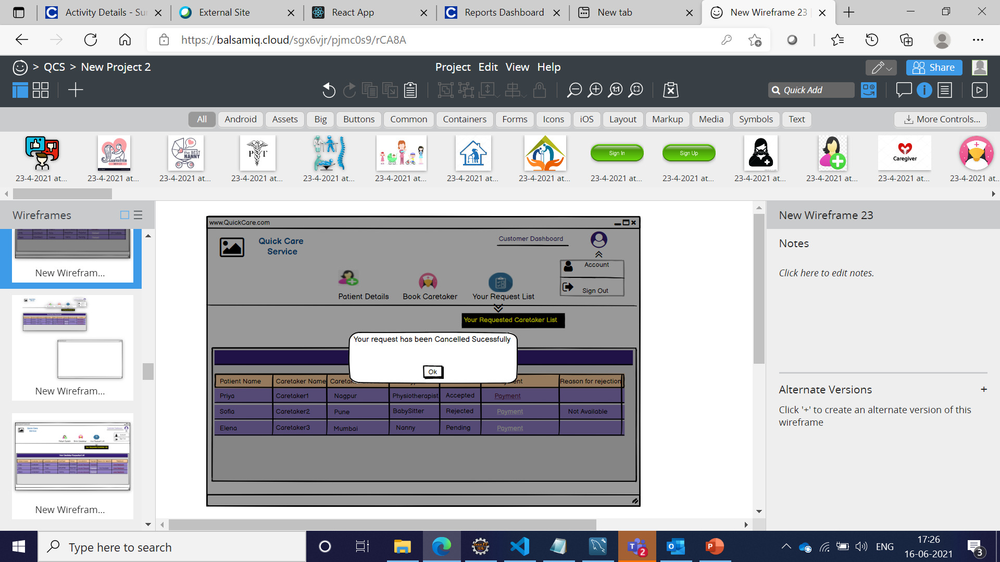 Activity Details - Su
External Site
React App
Reports Dashboard
New tab
New Wireframe 23
https://balsamiq.cloud/sgx6vjr/pjmc0s9/rCA8A
> QCS > New Project 2
Project Edit View Help
Share
1:1
Quick Add
All Android Assets Big Buttons Common Containers Forms Icons iOS Layout Markup Media Symbols Text
More Controls...
BABYSITTER
SERVICE
the BEST
NANNY
PT
Sign In
Sign Up
Caregiver
23-4-2021 at...
23-4-2021 at...
23-4-2021 at...
23-4-2021 at...
23-4-2021 at...
23-4-2021 at...
23-4-2021 at...
23-4-2021 at...
23-4-2021 at...
23-4-2021 at...
23-4-2021 at...
23-4-2021 at...
23-4-2021 at...
23-4-2021 at..
Wireframes
New Wirefram...
New Wirefram...
New Wirefram...
www.QuickCare.com
Quick Care
Service
Customer Dashboard
Account
Sign Out
Patient Details
Book Caretaker
Your Request List
Your Requested Caretaker List
Your request has been Cancelled Sucessfully
Ok
Patient Name Caretaker Name Reason for rejection
Priya Caretaker1 Nagpur Physiotherapist Accepted Payment
Sofia Caretaker2 Pune BabySitter Rejected Payment Not Available
Elena Caretaker3 Mumbai Nanny Pending Payment
New Wireframe 23
Notes
Click here to edit notes.
Alternate Versions +
Click '+' to create an alternate version of this
wireframe
Type here to search
Java EE
IDE
2
ENG
17:26
16-06-2021
3